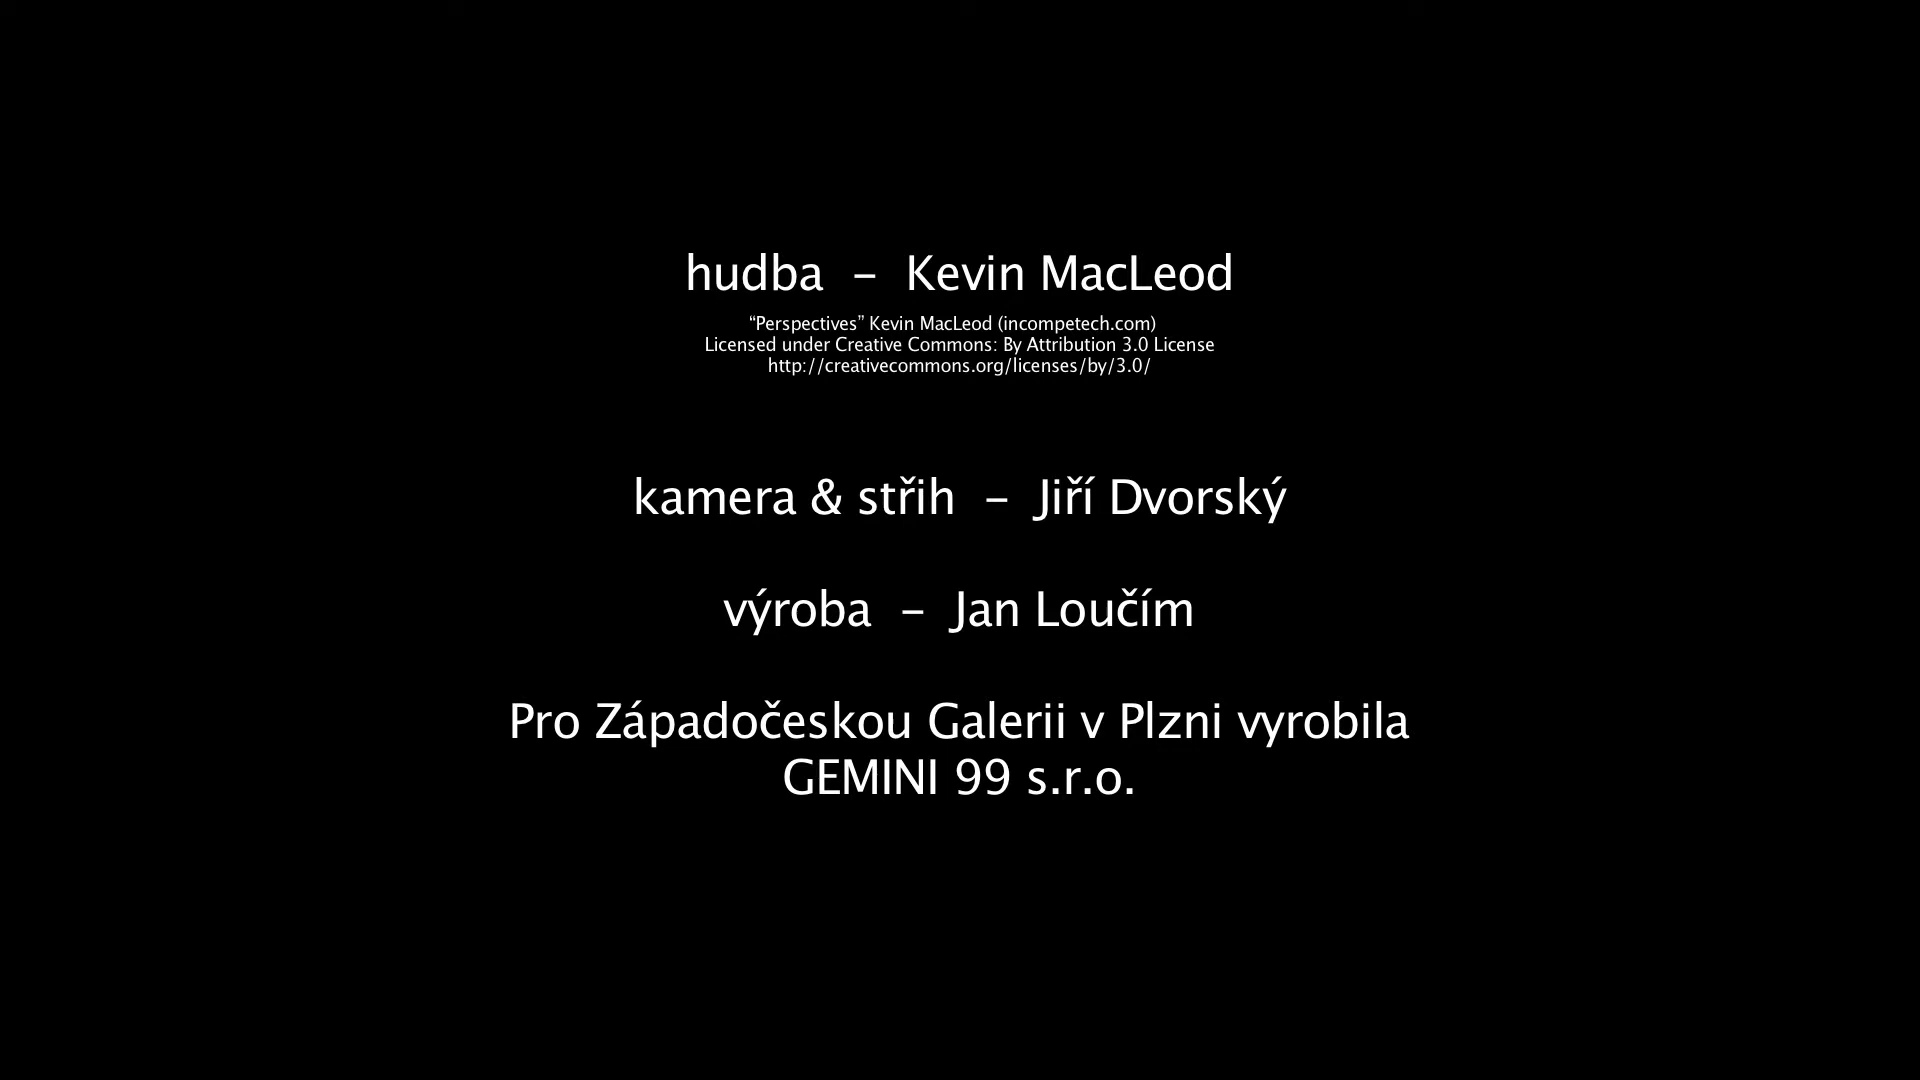 hudba – Kevin MacLeod
“Perspectives” Kevin MacLeod (incompetech.com)
Licensed under Creative Commons: By Attribution 3.0 License
http://creativecommons.org/licenses/by/3.0/
kamera & střih – Jiří Dvorský
výroba – Jan Loučím
Pro Západočeskou Galerii v Plzni vyrobila
GEMINI 99 s.r.o.